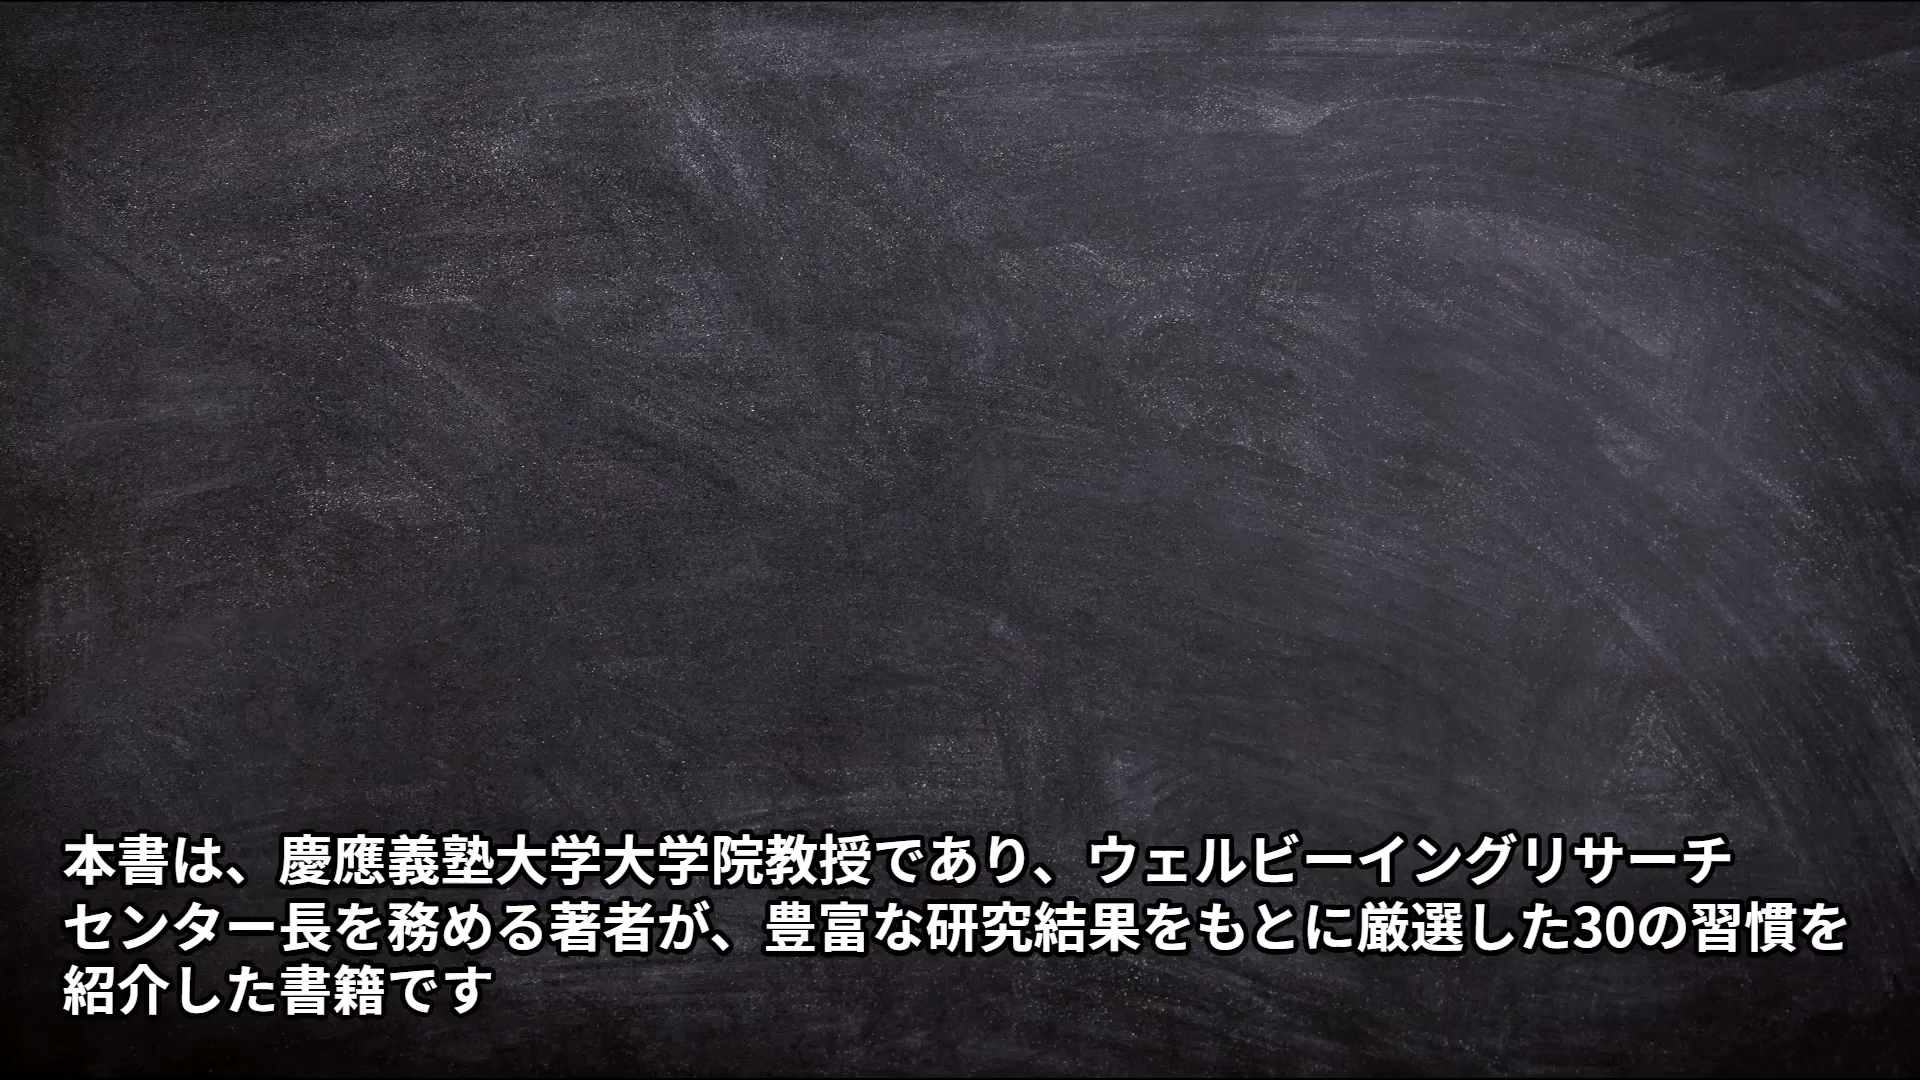 本書は、慶應義塾大学大学院教授であり、ウェルビーイングリサーチ
センター長を務める著者が、豊富な研究結果をもとに厳選した30の習慣を
紹介した書籍です